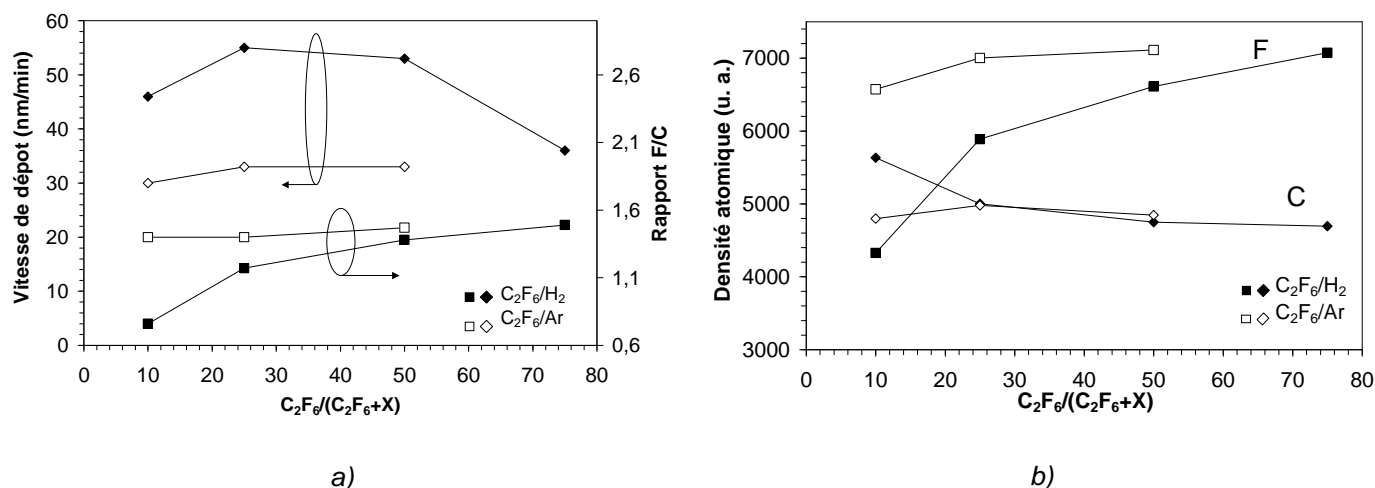 60
50
40
30
20
10
0
Vitesse de dépot (nm/min)
2,6
2,1
1,6
1,1
0,6
Rapport F/C
C₂F₆/H₂
C₂F₆/Ar
0 10 20 30 40 50 60 70 80
C₂F₆/(C₂F₆+X)
a)
7000
6000
5000
4000
3000
Densité atomique (u. a.)
F
C
C₂F₆/H₂
C₂F₆/Ar
0 10 20 30 40 50 60 70 80
C₂F₆/(C₂F₆+X)
b)